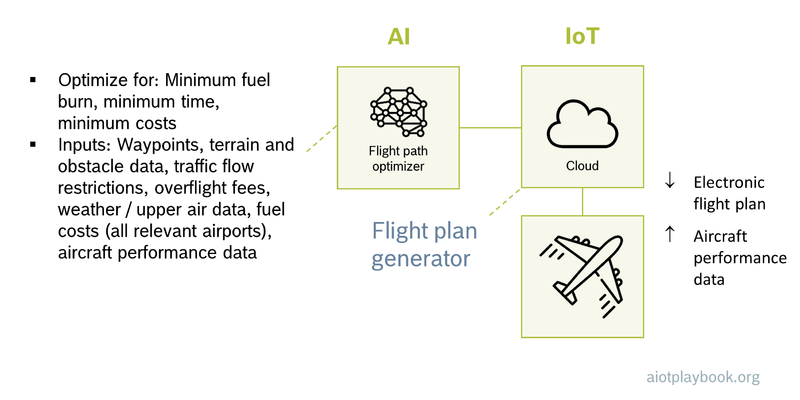 AI
IoT
▪ Optimize for: Minimum fuel
burn, minimum time,
minimum costs
▪ Inputs: Waypoints, terrain and
obstacle data, traffic flow
restrictions, overflight fees,
weather / upper air data, fuel
costs (all relevant airports),
aircraft performance data
Flight path
optimizer
Cloud
Flight plan
generator
↓ Electronic
flight plan
↑ Aircraft
performance
data
aiotplaybook.org